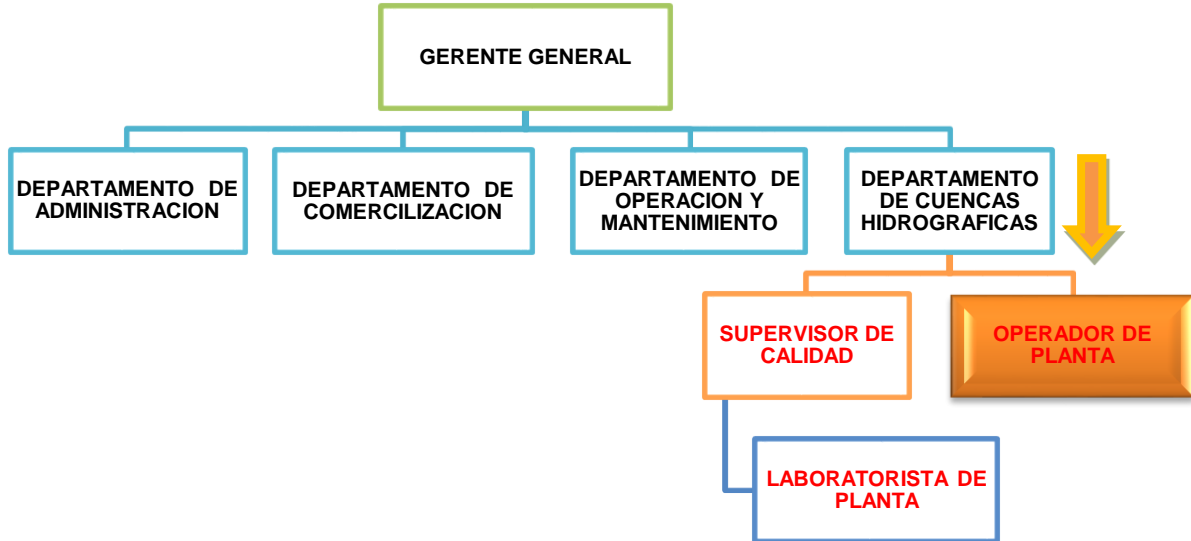 GERENTE GENERAL
DEPARTAMENTO DE
ADMINISTRACION
DEPARTAMENTO DE
COMERCILIZACION
DEPARTAMENTO DE
OPERACION Y
MANTENIMIENTO
DEPARTAMENTO
DE CUENCAS
HIDROGRAFICAS
SUPERVISOR DE
CALIDAD
OPERADOR DE
PLANTA
LABORATORISTA DE
PLANTA